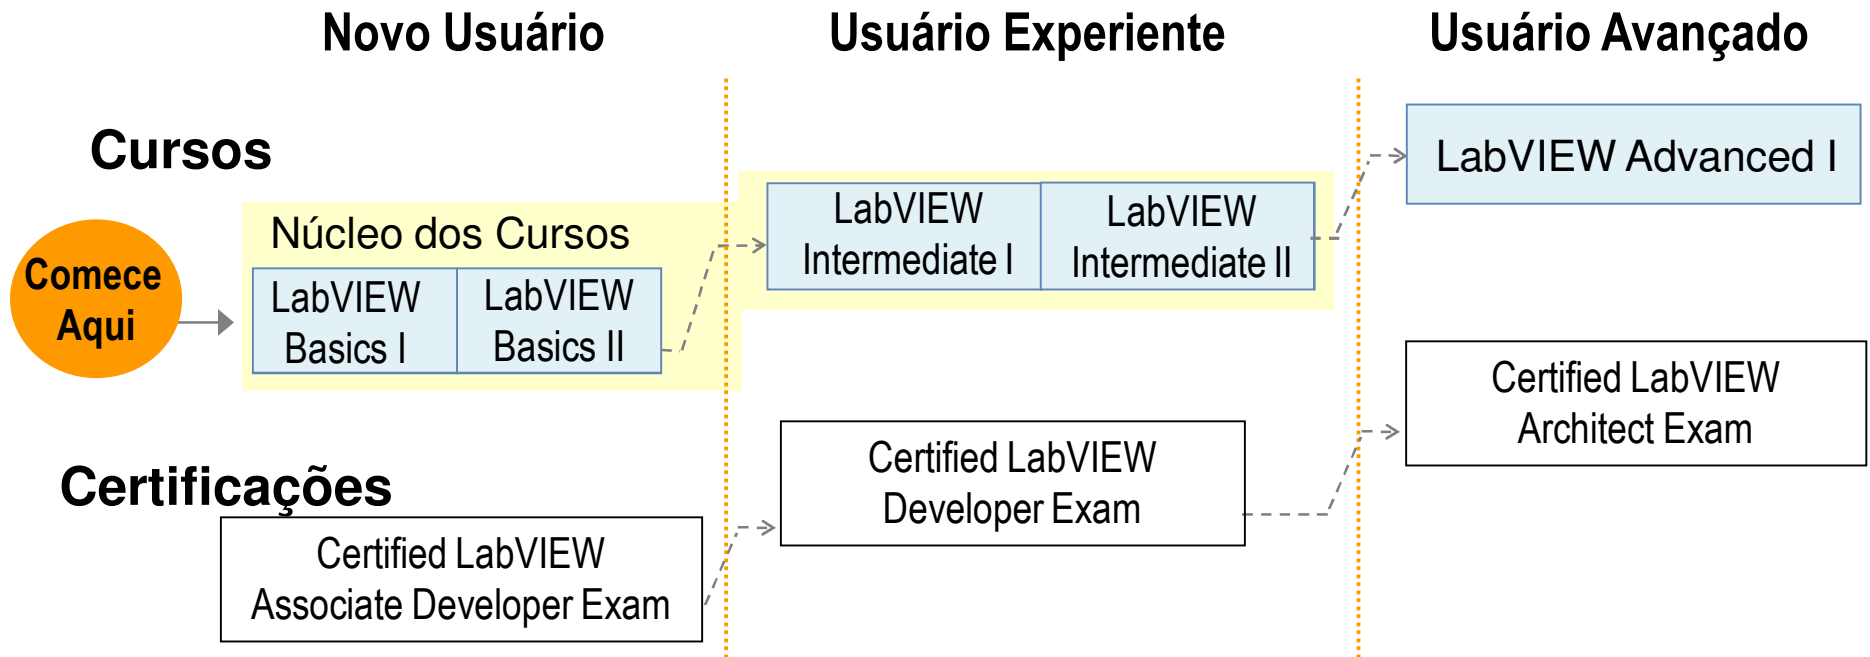 Novo Usuário
Usuário Experiente
Usuário Avançado
Cursos
LabVIEW Advanced I
Núcleo dos Cursos
LabVIEW
Intermediate I
LabVIEW
Intermediate II
Comece
Aqui
LabVIEW
Basics I
LabVIEW
Basics II
Certificações
Certified LabVIEW
Associate Developer Exam
Certified LabVIEW
Developer Exam
Certified LabVIEW
Architect Exam